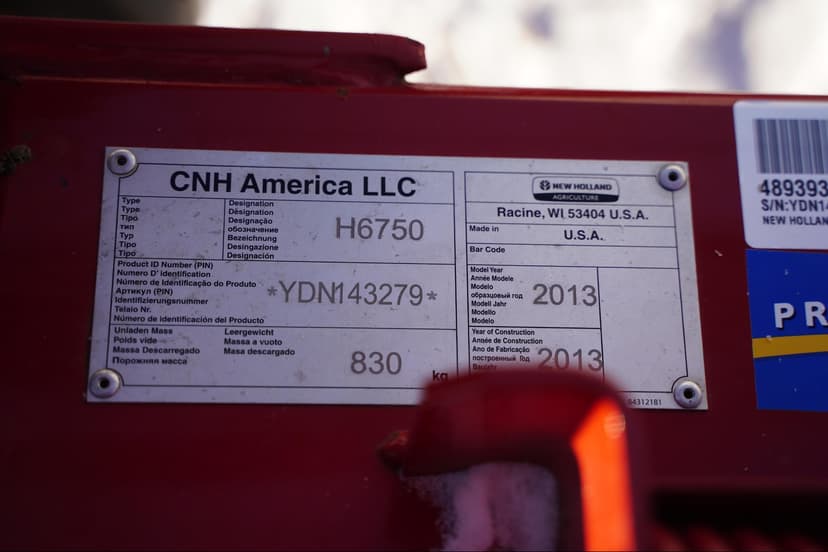 CNH America LLC
Type
Type
Tipo
тип
Typ
Tipo
Tipo
Designation
Dèsignation
Designação
обозначение
Bezeichnung
Desingazione
Designación
H6750
Product ID Number (PIN)
Numero D' identification
Número de Identificação do Produto
Артикул (PIN)
Identifizierungsnummer
Telaio Nr.
Número de identificación del Producto
*YDN143279*
Unladen Mass
Poids vide
Massa Descarregado
Порожняя масса
Leergewicht
Massa a vuoto
Masa descargado
830
kg
NEW HOLLAND
AGRICULTURE
Racine, WI 53404 U.S.A.
Made in
U.S.A.
Bar Code
Model Year
Année Modele
Modelo
образцовый год
Modell Jahr
Modello
Modelo
2013
Year of Construction
Année de Construction
Ano de Fabricação
построенный Год
2013
84312181
489393
S/N:YDN14
NEW HOLLAN
PR